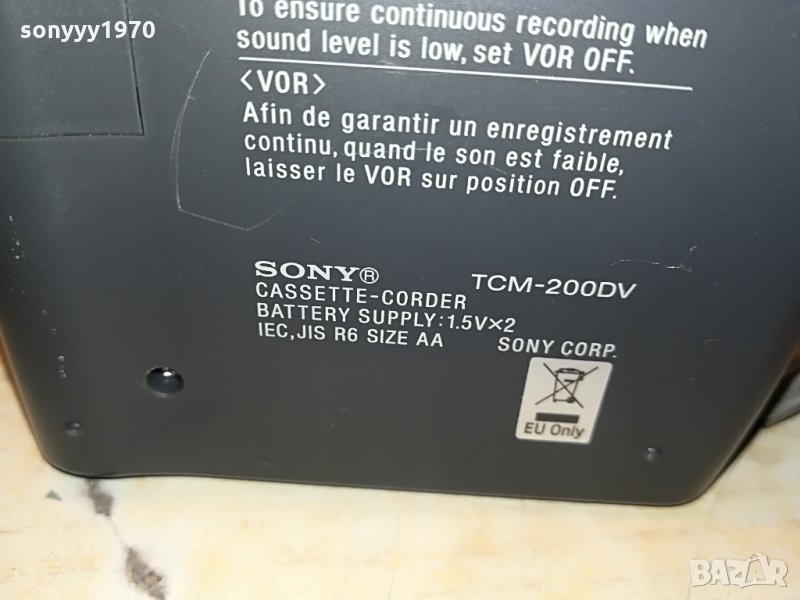 sonyyy1970
To ensure continuous recording when
sound level is low, set VOR OFF.
<VOR>
Afin de garantir un enregistrement
continu, quand le son est faible,
laisser le VOR sur position OFF.
SONY® TCM-200DV
CASSETTE-CORDER
BATTERY SUPPLY:1.5V×2
IEC,JIS R6 SIZE AA SONY CORP.
EU Only
BAZAR